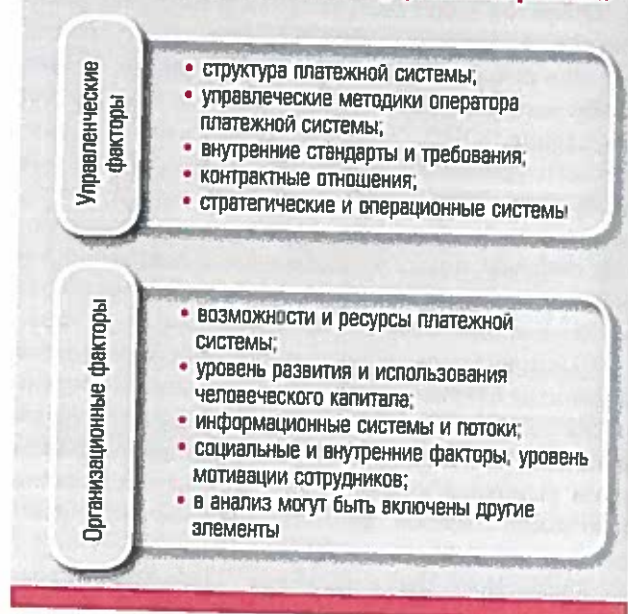 Управленческие
факторы
• структура платежной системы;
• управлеческие методики оператора
платежной системы;
• внутренние стандарты и требования;
• контрактные отношения;
• стратегические и операционные системы
Организационные факторы
• возможности и ресурсы платежной
системы;
• уровень развития и использования
человеческого капитала;
• информационные системы и потоки;
• социальные и внутренние факторы, уровень
мотивации сотрудников;
• в анализ могут быть включены другие
элементы